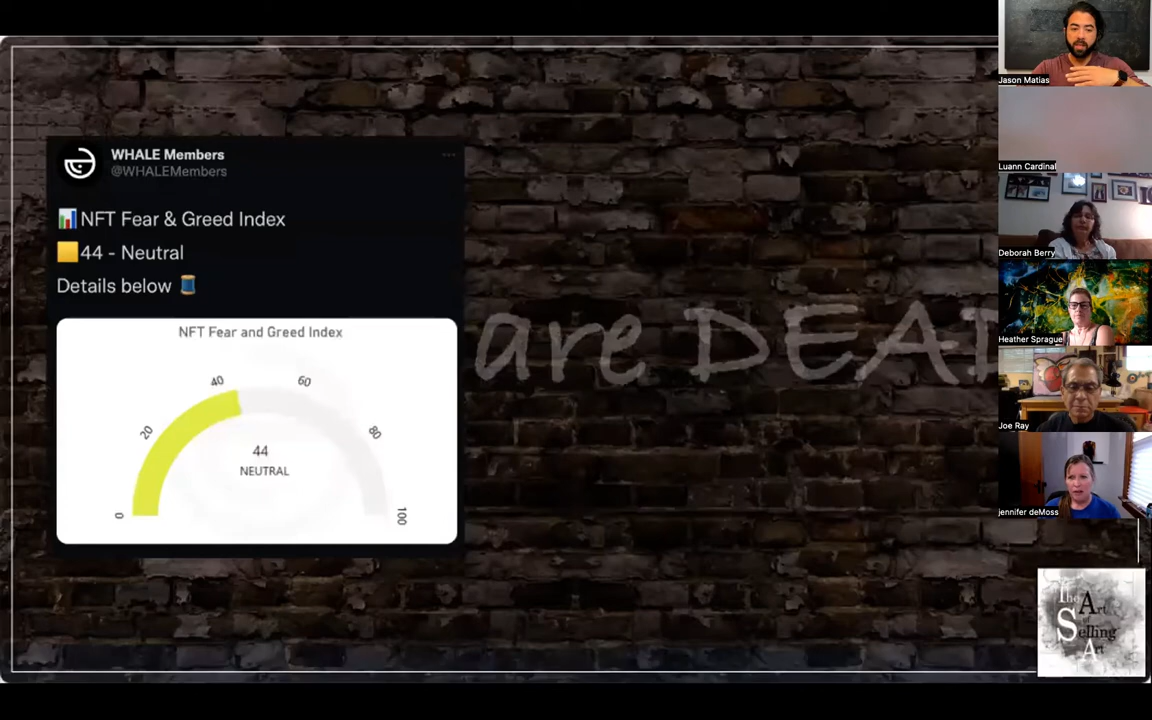 WHALE Members
@WHALEMembers
NFT Fear & Greed Index
44 - Neutral
Details below
NFT Fear and Greed Index
0
20
40
60
80
100
44
NEUTRAL
are DEAD
Jason Matias
Luann Cardinal
Deborah Berry
Heather Sprague
Joe Ray
jennifer deMoss
The
Art
of
Selling
Art